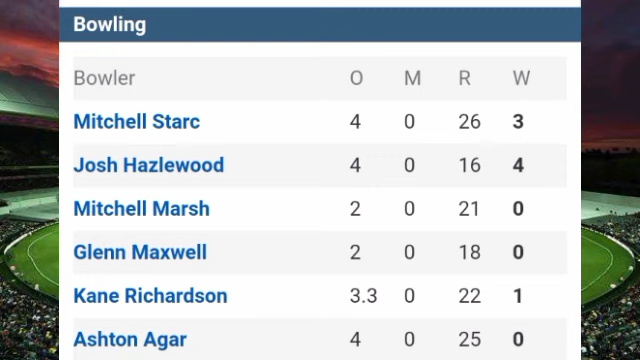 Bowling
Bowler O M R W
Mitchell Starc 4 0 26 3
Josh Hazlewood 4 0 16 4
Mitchell Marsh 2 0 21 0
Glenn Maxwell 2 0 18 0
Kane Richardson 3.3 0 22 1
Ashton Agar 4 0 25 0